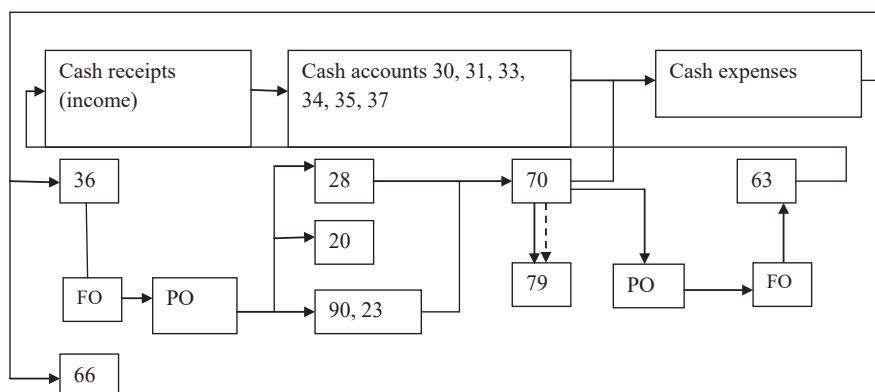 Cash receipts
(income)
Cash accounts 30, 31, 33,
34, 35, 37
Cash expenses
36
28
70
63
20
FO
PO
90, 23
79
PO
FO
66